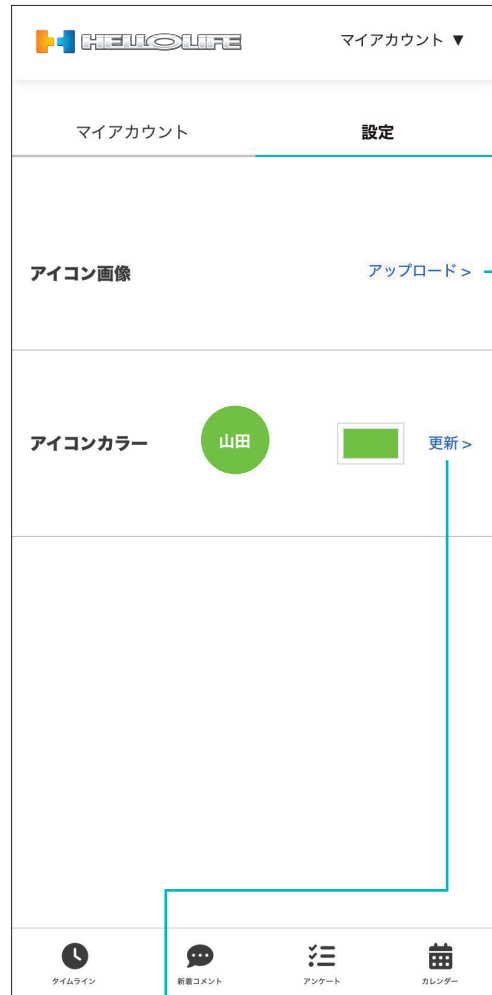 HELLOLIFE
マイアカウント ▼
マイアカウント
設定
アイコン画像
アップロード >
アイコンカラー
山田
更新 >
タイムライン
新着コメント
アンケート
カレンダー